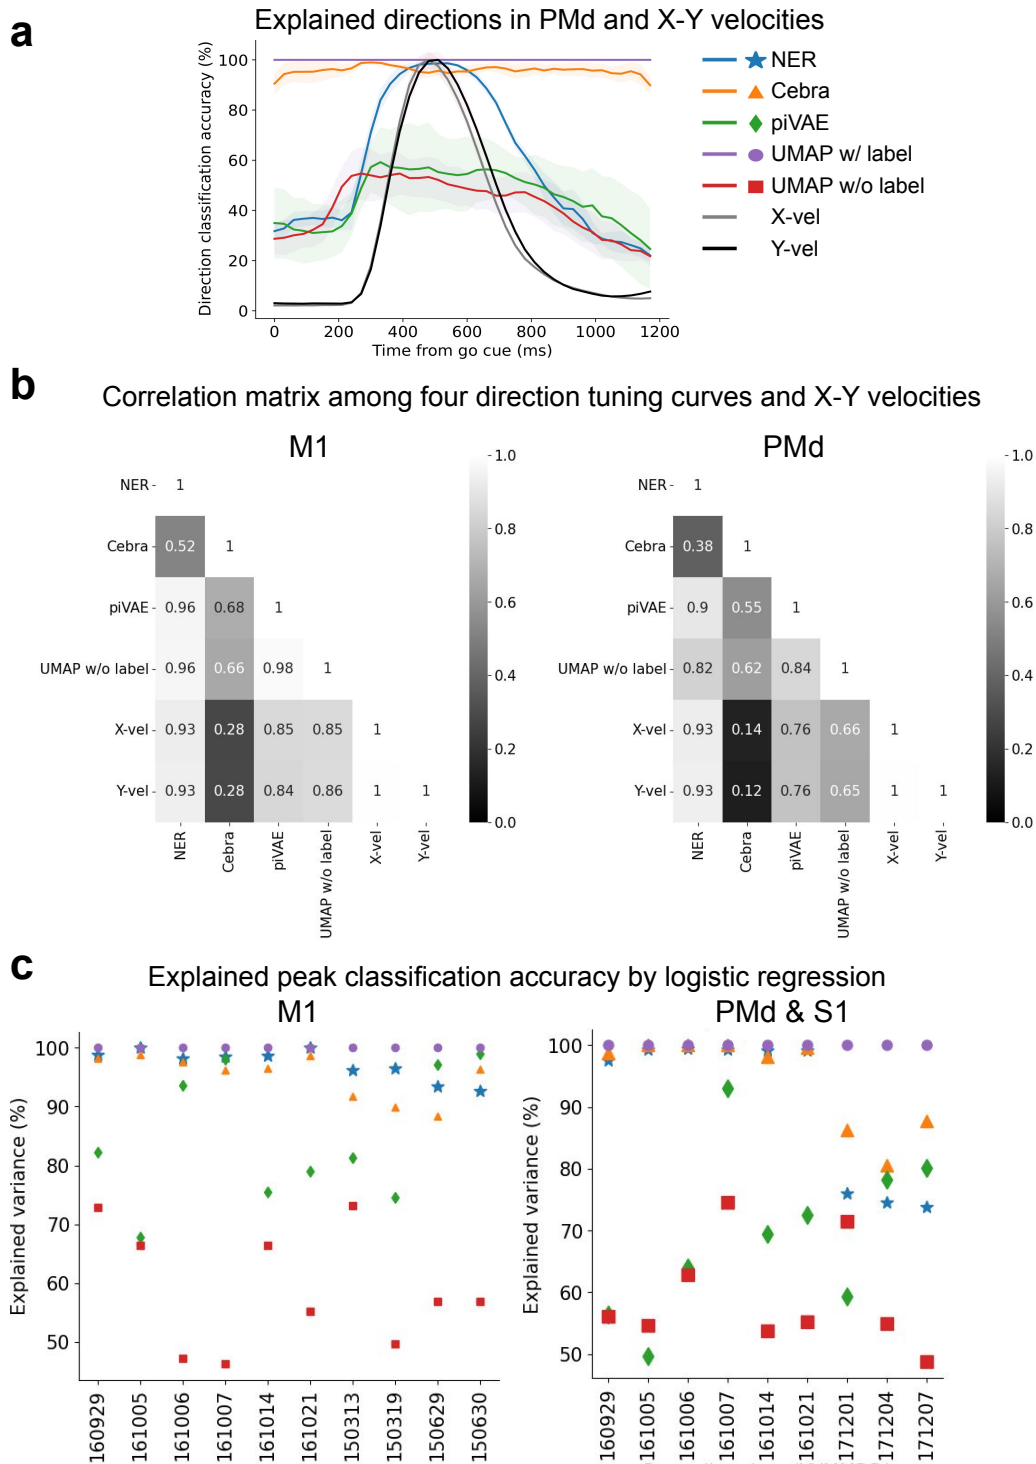 a
Explained directions in PMd and X-Y velocities
Direction classification accuracy (%)
100
80
60
40
20
0
0 200 400 600 800 1000 1200
Time from go cue (ms)
NER
Cebra
piVAE
UMAP w/ label
UMAP w/o label
X-vel
Y-vel
b
Correlation matrix among four direction tuning curves and X-Y velocities
M1
NER 1
Cebra 0.52 1
piVAE 0.96 0.68 1
UMAP w/o label 0.96 0.66 0.98 1
X-vel 0.93 0.28 0.85 0.85 1
Y-vel 0.93 0.28 0.84 0.86 1 1
NER Cebra piVAE UMAP w/o label X-vel Y-vel
1.0
0.8
0.6
0.4
0.2
0.0
PMd
NER 1
Cebra 0.38 1
piVAE 0.9 0.55 1
UMAP w/o label 0.82 0.62 0.84 1
X-vel 0.93 0.14 0.76 0.66 1
Y-vel 0.93 0.12 0.76 0.65 1 1
NER Cebra piVAE UMAP w/o label X-vel Y-vel
1.0
0.8
0.6
0.4
0.2
0.0
c
Explained peak classification accuracy by logistic regression
M1
Explained variance (%)
100
90
80
70
60
50
160929 161005 161006 161007 161014 161021 150313 150319 150629 150630
PMd & S1
Explained variance (%)
100
90
80
70
60
50
160929 161005 161006 161007 161014 161021 171201 171204 171207